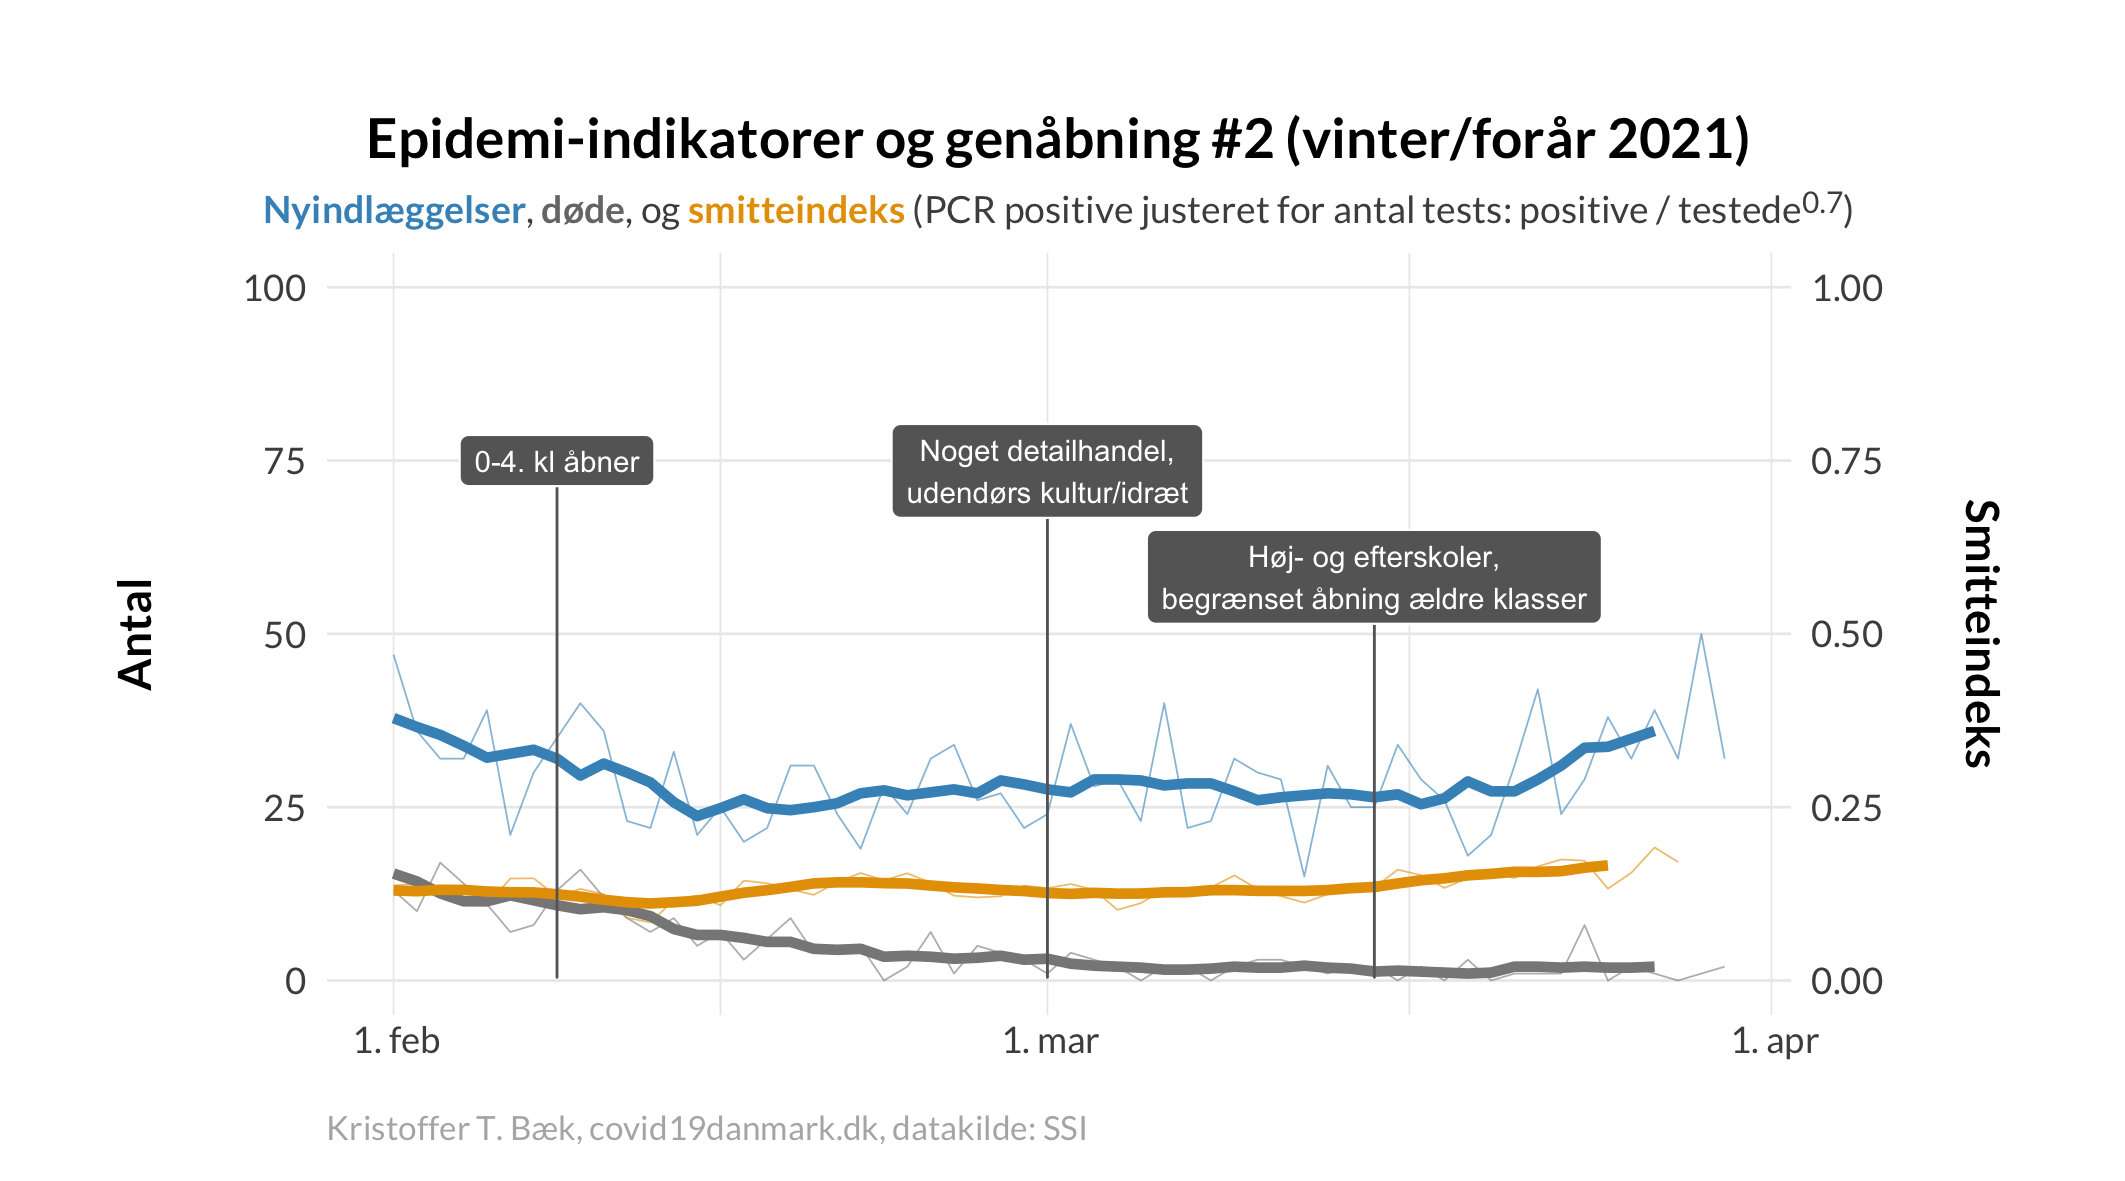 Epidemi-indikatorer og genåbning #2 (vinter/forår 2021)
Nyindlæggelser, døde, og smitteindeks (PCR positive justeret for antal tests: positive / testede^0.7)
100
75
50
25
0
Antal
1.00
0.75
0.50
0.25
0.00
Smitteindeks
0-4. kl åbner
Noget detailhandel,
udendørs kultur/idræt
Høj- og efterskoler,
begrænset åbning ældre klasser
1. feb
1. mar
1. apr
Kristoffer T. Bæk, covid19danmark.dk, datakilde: SSI